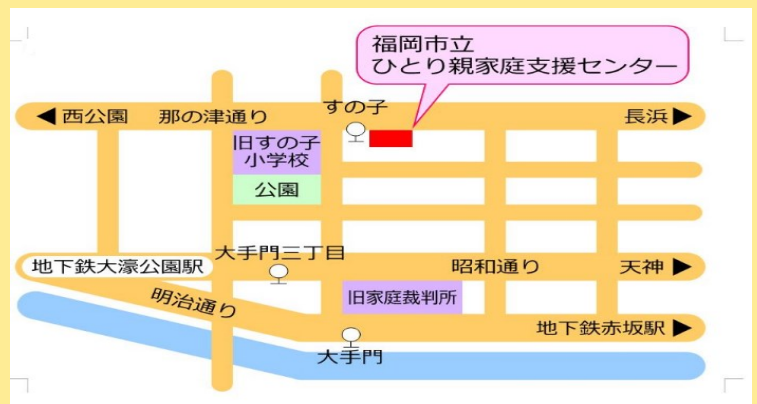 福岡市立
ひとり親家庭支援センター
すの子
◀西公園
那の津通り
長浜▶
旧すの子
小学校
公園
大手門三丁目
地下鉄大濠公園駅
昭和通り
天神▶
明治通り
旧家庭裁判所
地下鉄赤坂駅▶
大手門